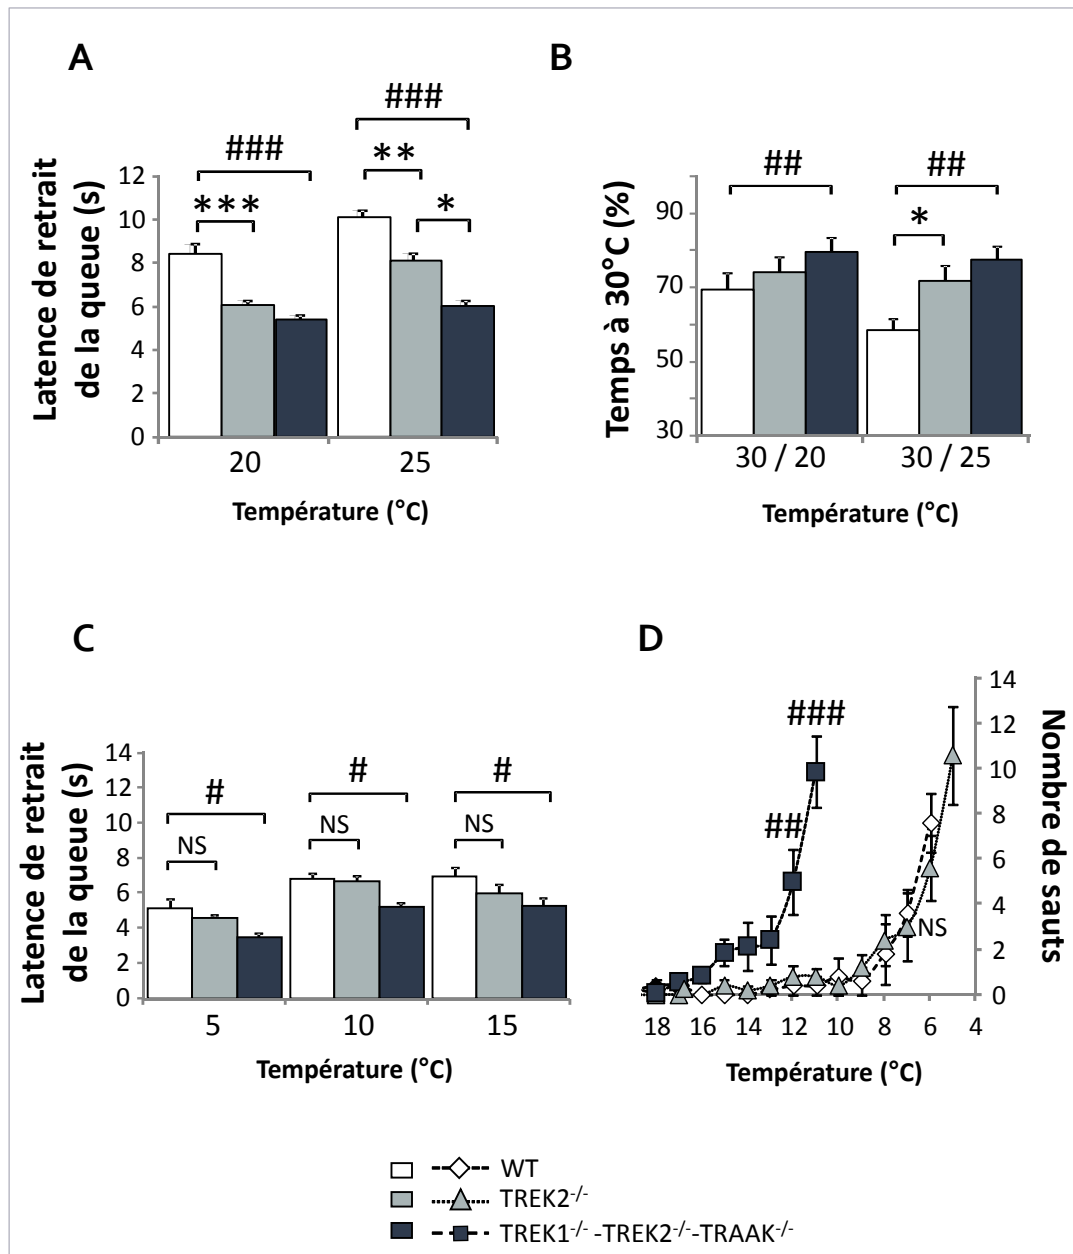 A
Latence de retrait
de la queue (s)
12
10
8
6
4
2
0
###
***
###
**
*
20
25
Température (°C)
B
Temps à 30°C (%)
90
70
50
30
##
##
*
30 / 20
30 / 25
Température (°C)
C
Latence de retrait
de la queue (s)
14
12
10
8
6
4
2
0
#
NS
#
NS
#
NS
5
10
15
Température (°C)
D
###
##
NS
14
12
10
8
6
4
2
0
Nombre de sauts
18 16 14 12 10 8 6 4
Température (°C)
WT
TREK2-/-
TREK1-/- -TREK2-/--TRAAK-/-